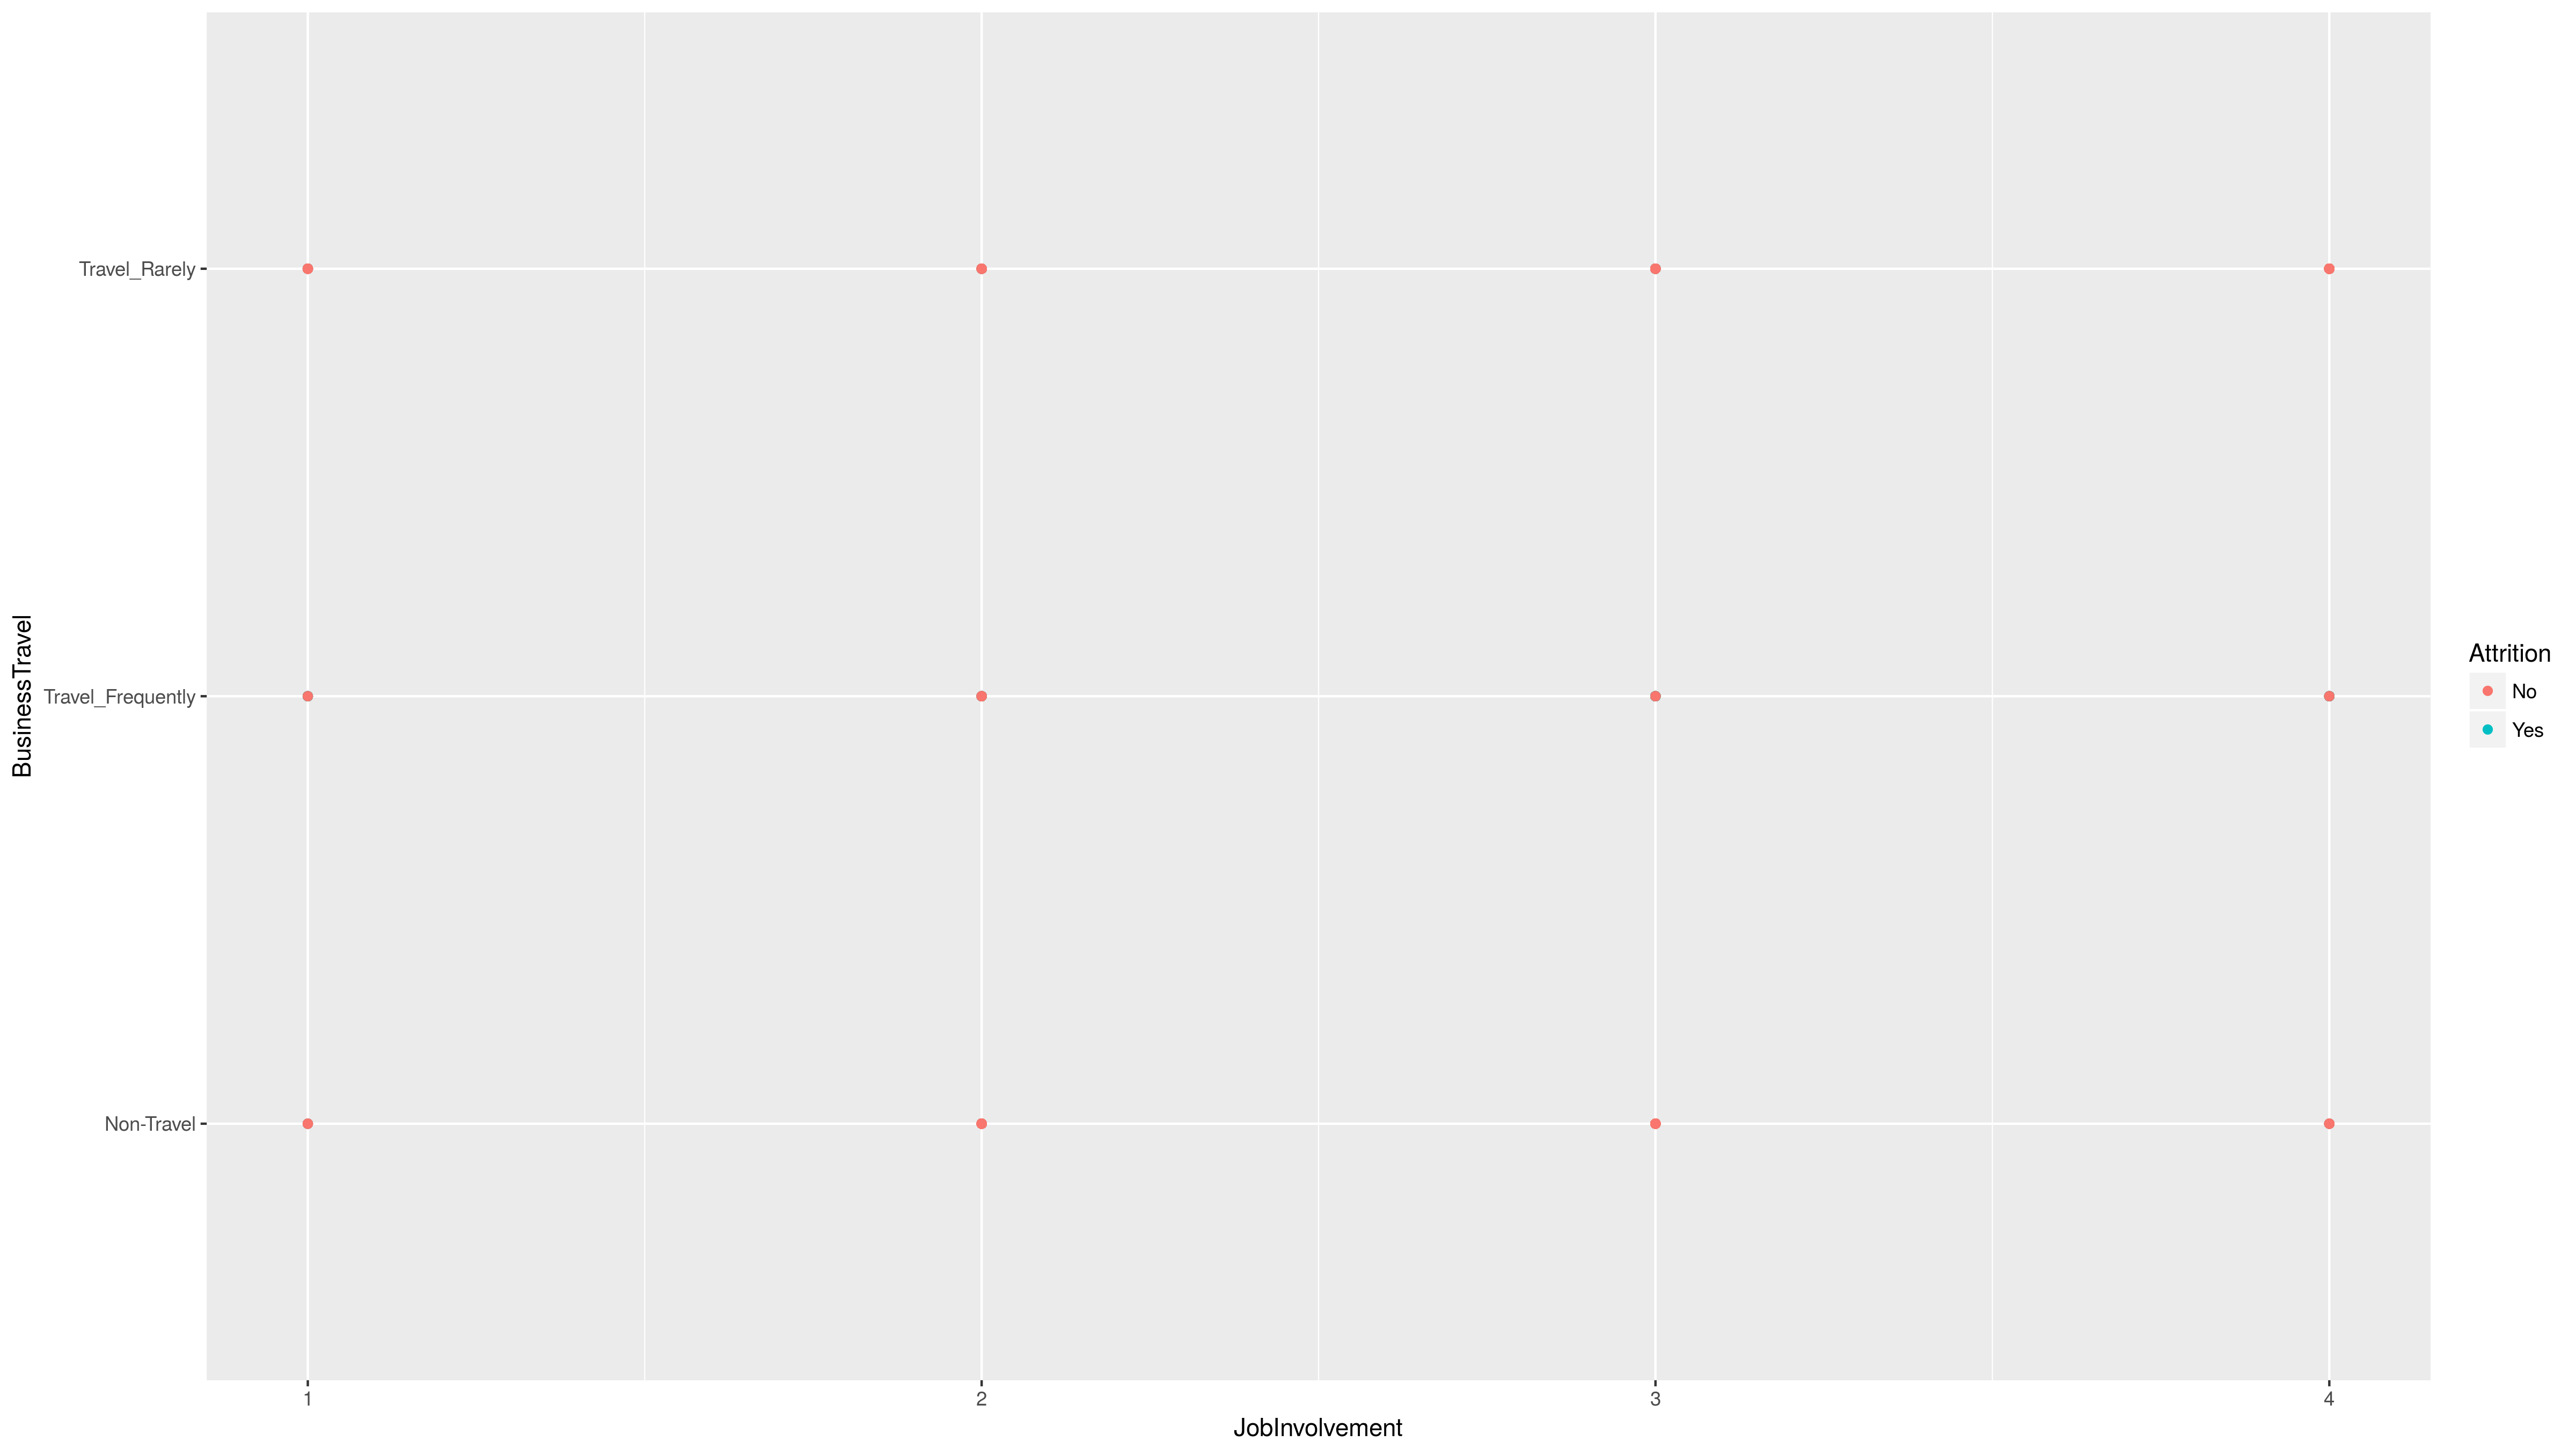 BusinessTravel
Travel_Rarely
Travel_Frequently
Non-Travel
1
2
3
4
JobInvolvement
Attrition
No
Yes